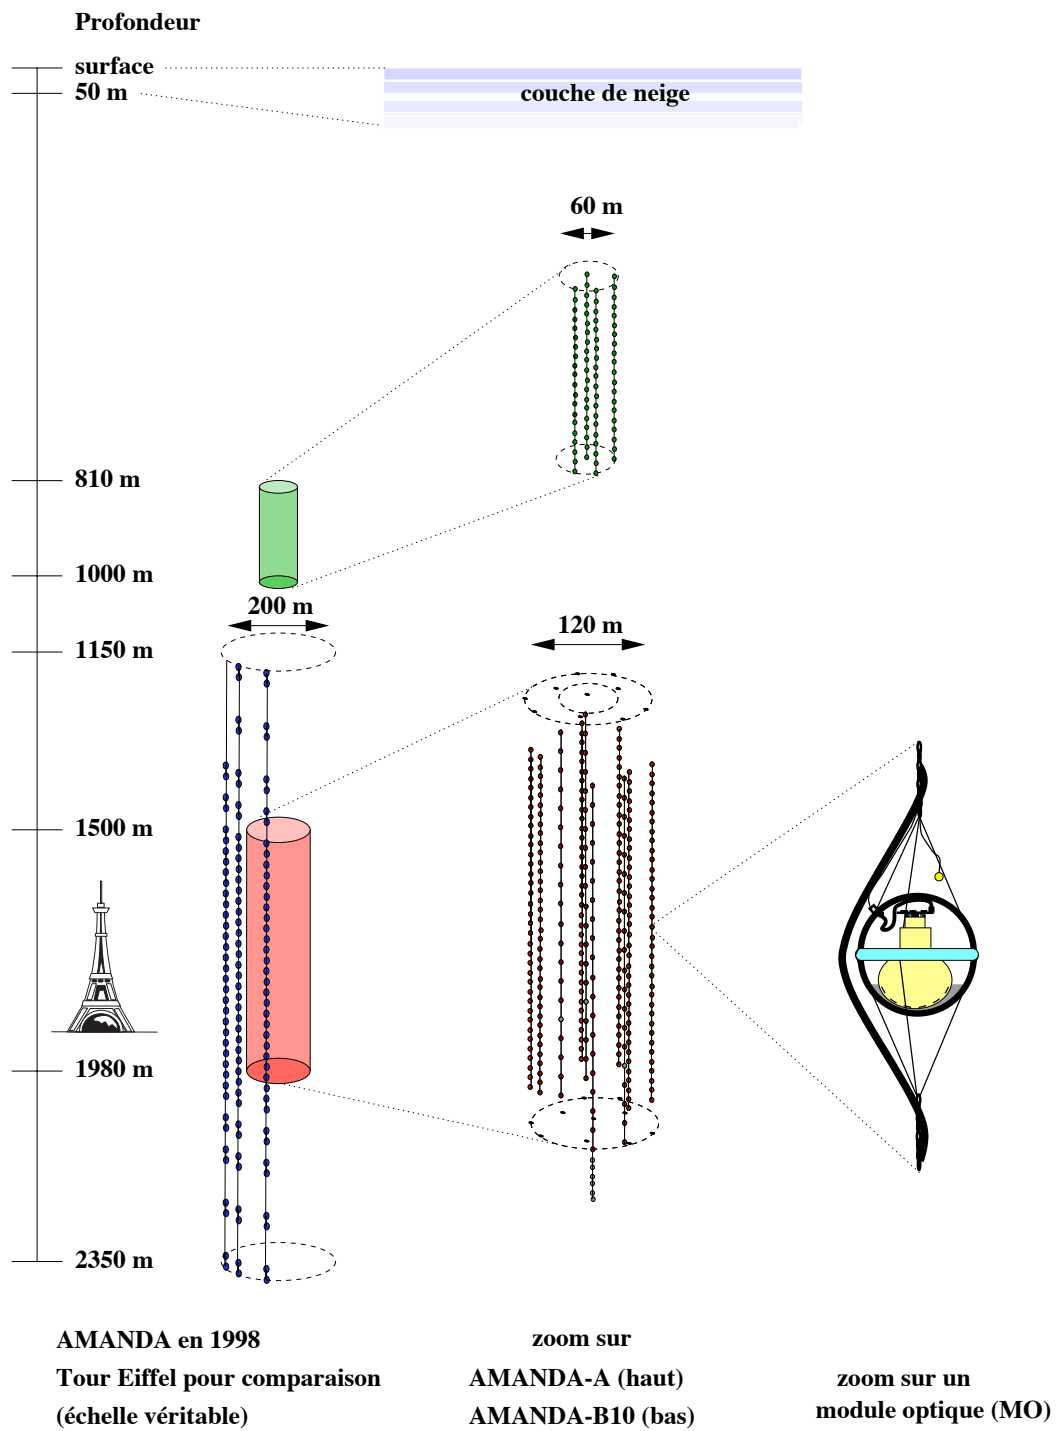 Profondeur
surface
50 m
couche de neige
60 m
810 m
1000 m
200 m
120 m
1150 m
1500 m
1980 m
2350 m
AMANDA en 1998
Tour Eiffel pour comparaison
(échelle véritable)
zoom sur
AMANDA-A (haut)
AMANDA-B10 (bas)
zoom sur un
module optique (MO)